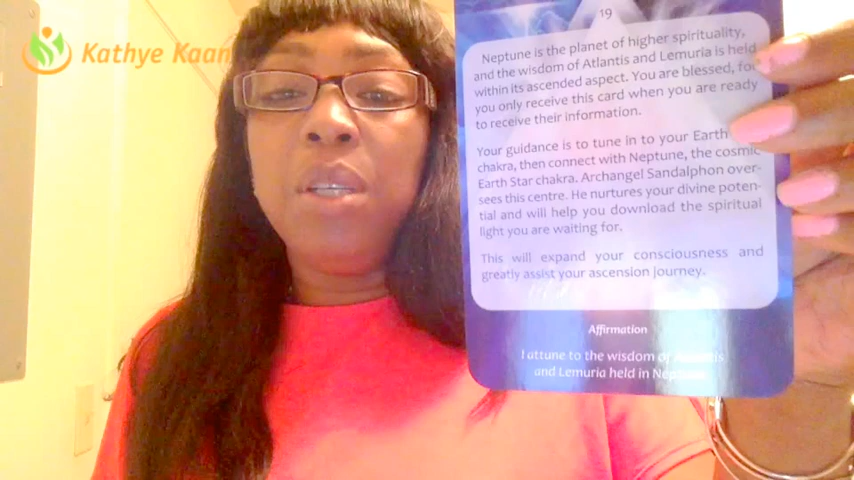 Kathye Kaan
19
Neptune is the planet of higher spirituality,
and the wisdom of Atlantis and Lemuria is held
within its ascended aspect. You are blessed, for
you only receive this card when you are ready
to receive their information.
Your guidance is to tune in to your Earth
chakra, then connect with Neptune, the cosmic
Earth Star chakra. Archangel Sandalphon over-
sees this centre. He nurtures your divine poten-
tial and will help you download the spiritual
light you are waiting for.
This will expand your consciousness and
greatly assist your ascension journey.
Affirmation
I attune to the wisdom of Atlantis
and Lemuria held in